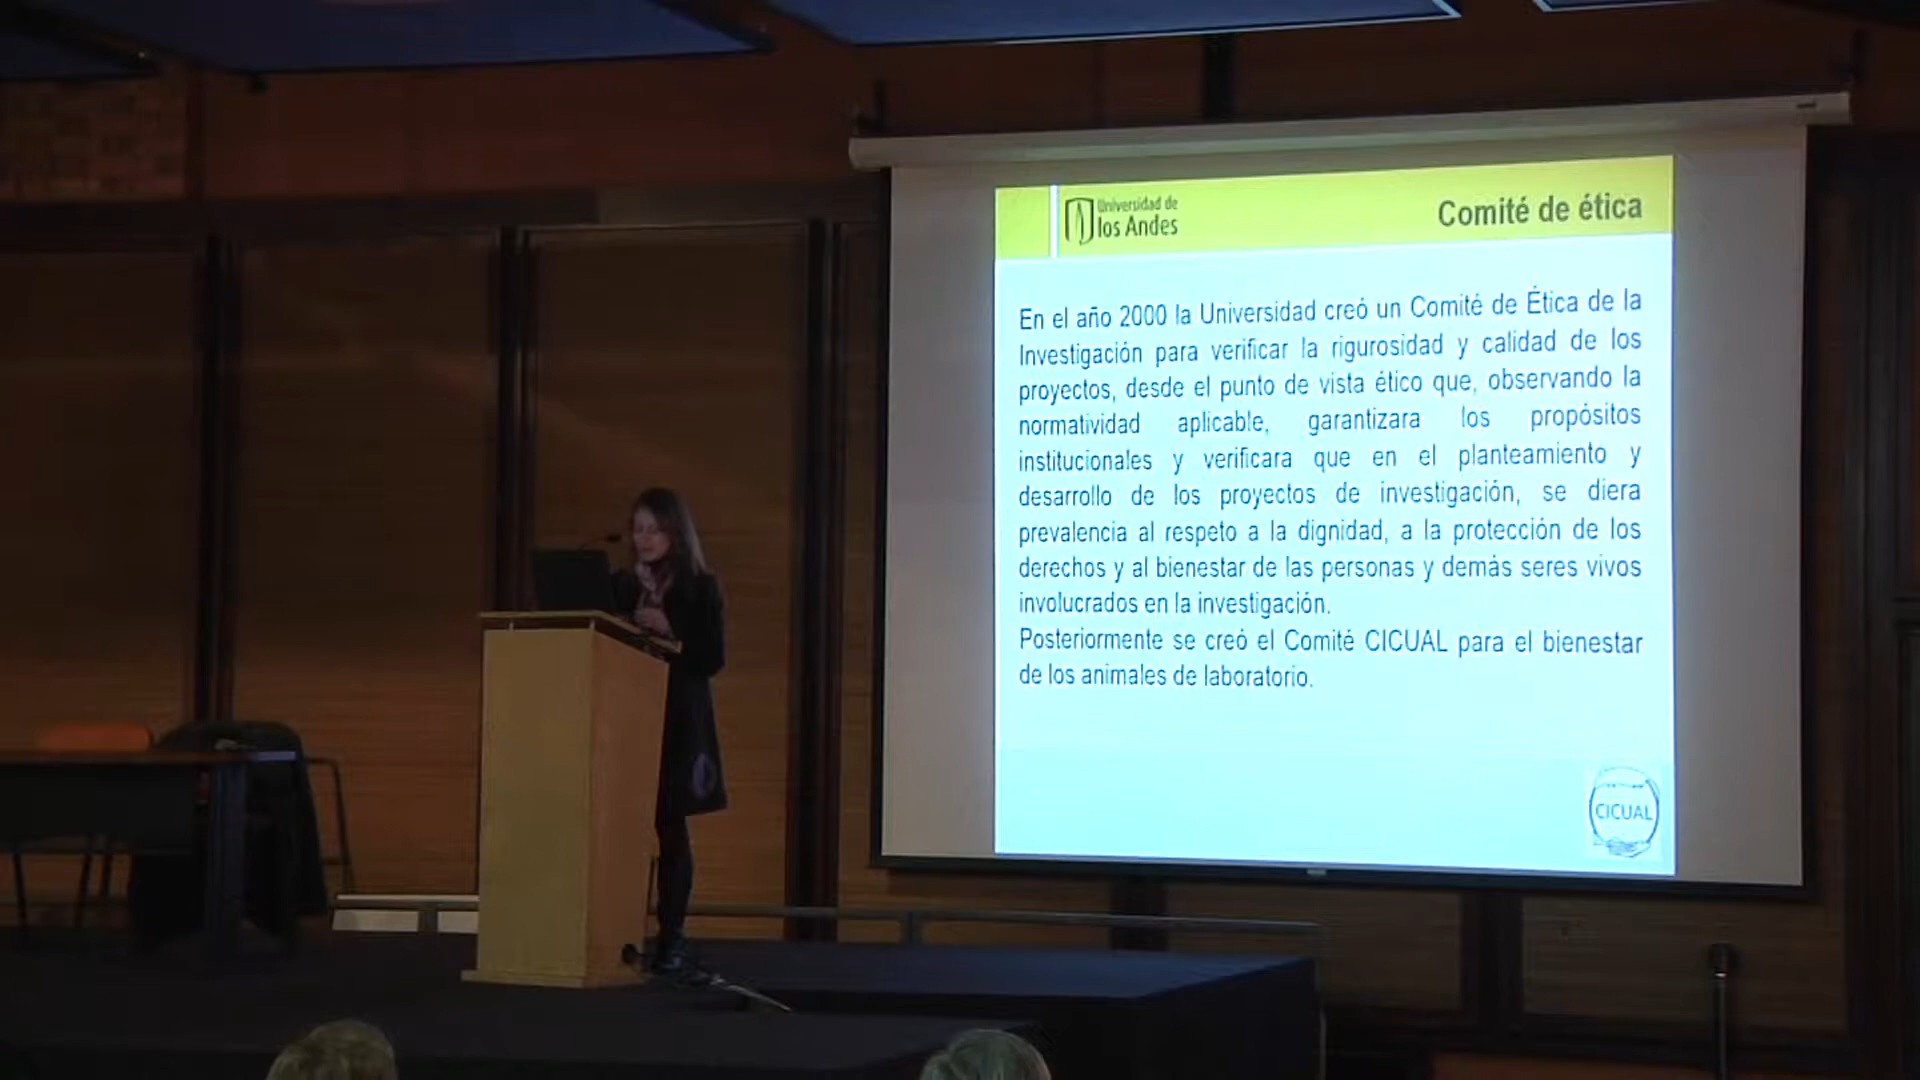 Universidad de
los Andes
Comité de ética
En el año 2000 la Universidad creó un Comité de Ética de la
Investigación para verificar la rigurosidad y calidad de los
proyectos, desde el punto de vista ético que, observando la
normatividad aplicable, garantizara los propósitos
institucionales y verificara que en el planteamiento y
desarrollo de los proyectos de investigación, se diera
prevalencia al respeto a la dignidad, a la protección de los
derechos y al bienestar de las personas y demás seres vivos
involucrados en la investigación.
Posteriormente se creó el Comité CICUAL para el bienestar
de los animales de laboratorio.
CICUAL